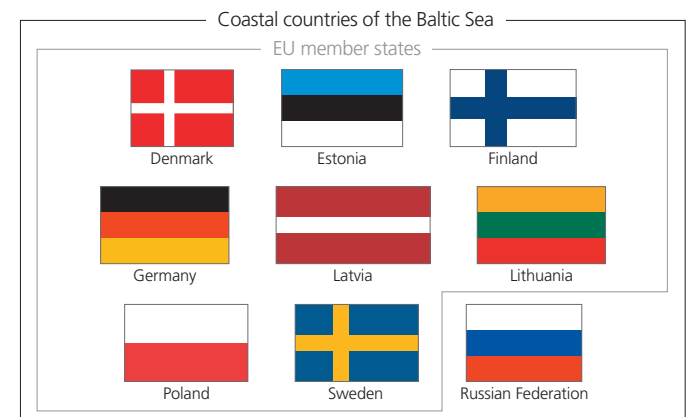 Coastal countries of the Baltic Sea
EU member states
Denmark
Estonia
Finland
Germany
Latvia
Lithuania
Poland
Sweden
Russian Federation